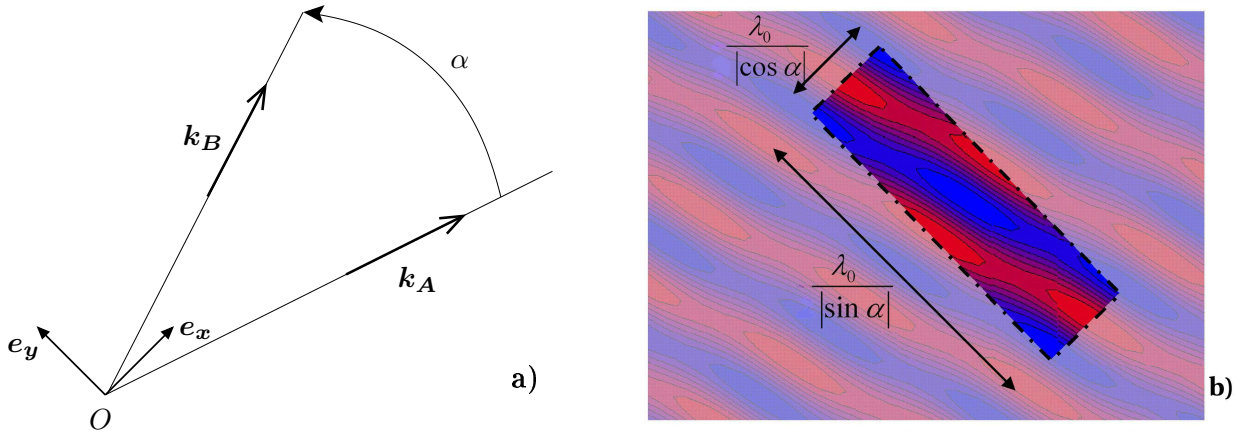 α
k_B
k_A
e_x
e_y
O
a)
λ₀
|cos α|
λ₀
|sin α|
b)